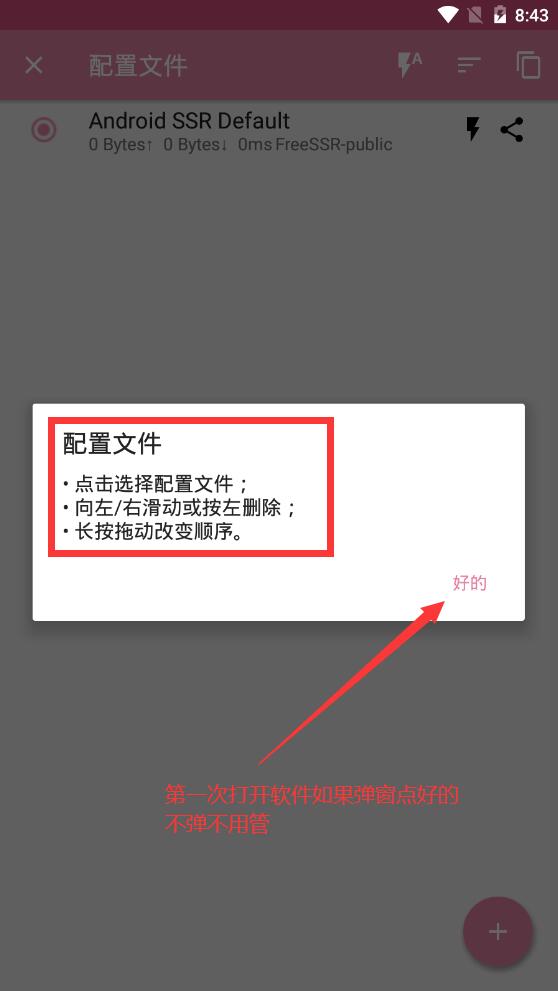 8:43
配置文件
A
Android SSR Default
0 Bytes↑ 0 Bytes↓ 0ms FreeSSR-public
配置文件
• 点击选择配置文件；
• 向左/右滑动或按左删除；
• 长按拖动改变顺序。
好的
第一次打开软件如果弹窗点好的
不弹不用管